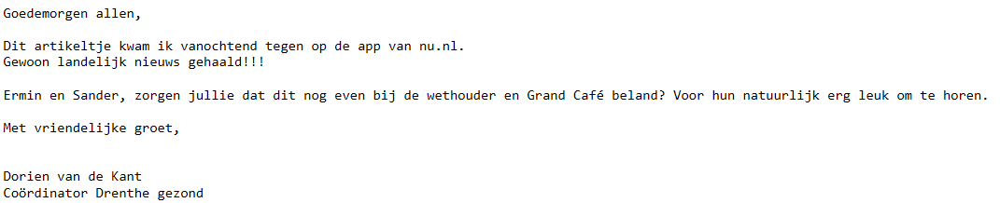 Goedemorgen allen,
Dit artikeltje kwam ik vanochtend tegen op de app van nu.nl.
Gewoon landelijk nieuws gehaald!!!
Ermin en Sander, zorgen jullie dat dit nog even bij de wethouder en Grand Café beland? Voor hun natuurlijk erg leuk om te horen.
Met vriendelijke groet,
Dorien van de Kant
Coördinator Drenthe gezond